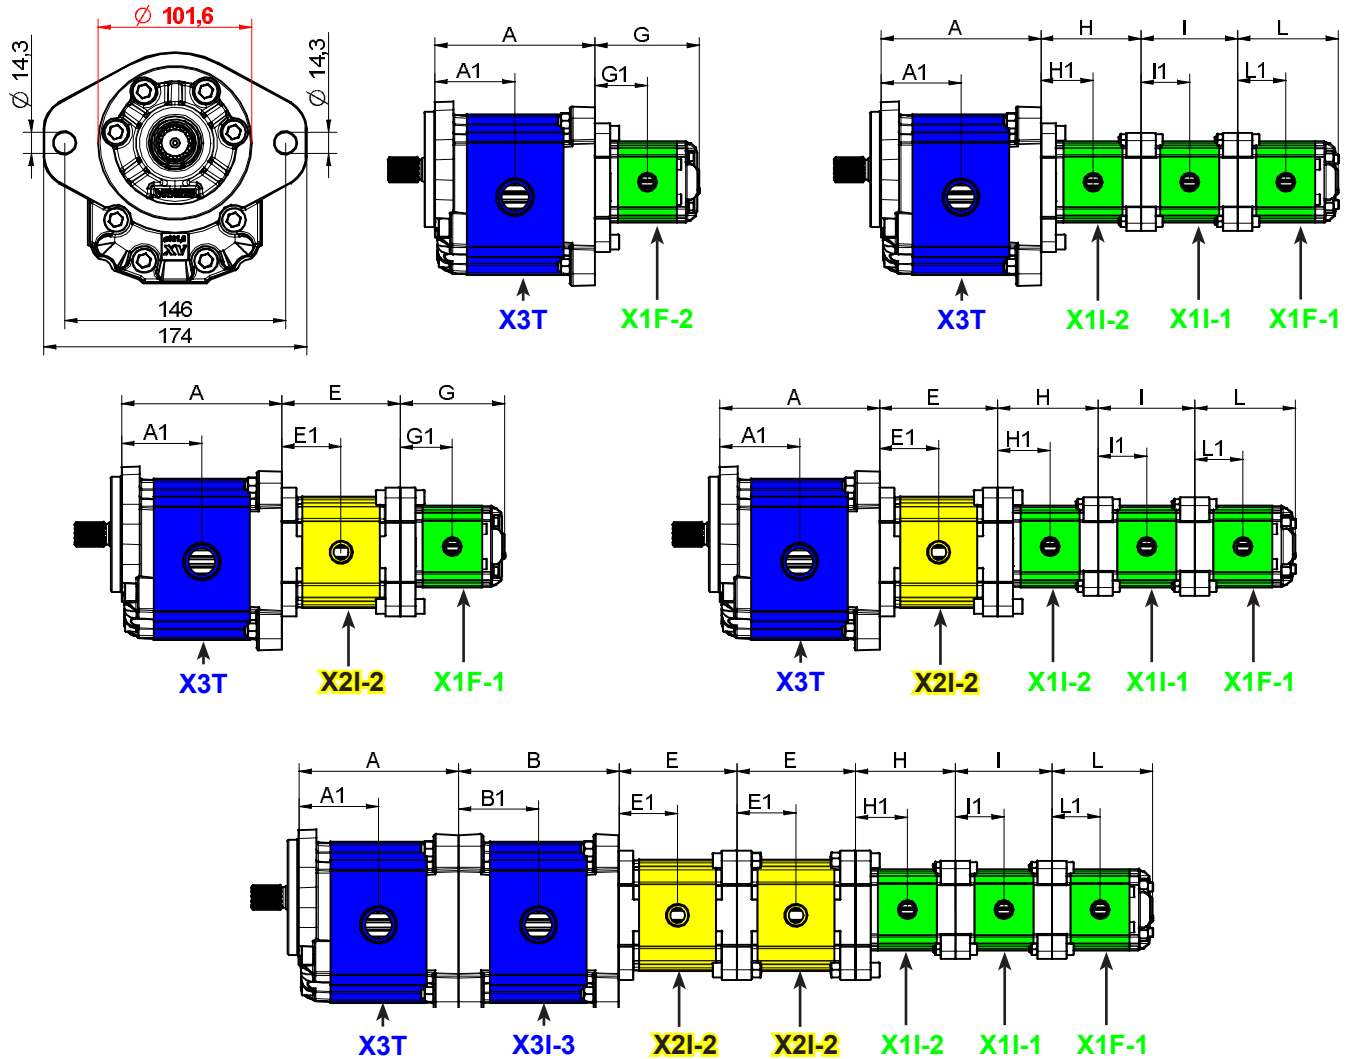 Ø 101,6
Ø 14,3
Ø 14,3
146
174
A G
A1 G1
X3T X1F-2
A H I L
A1 H1 I1 L1
X3T X1I-2 X1I-1 X1F-1
A E G
A1 E1 G1
X3T X2I-2 X1F-1
A E H I L
A1 E1 H1 I1 L1
X3T X2I-2 X1I-2 X1I-1 X1F-1
A B E E H I L
A1 B1 E1 E1 H1 I1 L1
X3T X3I-3 X2I-2 X2I-2 X1I-2 X1I-1 X1F-1